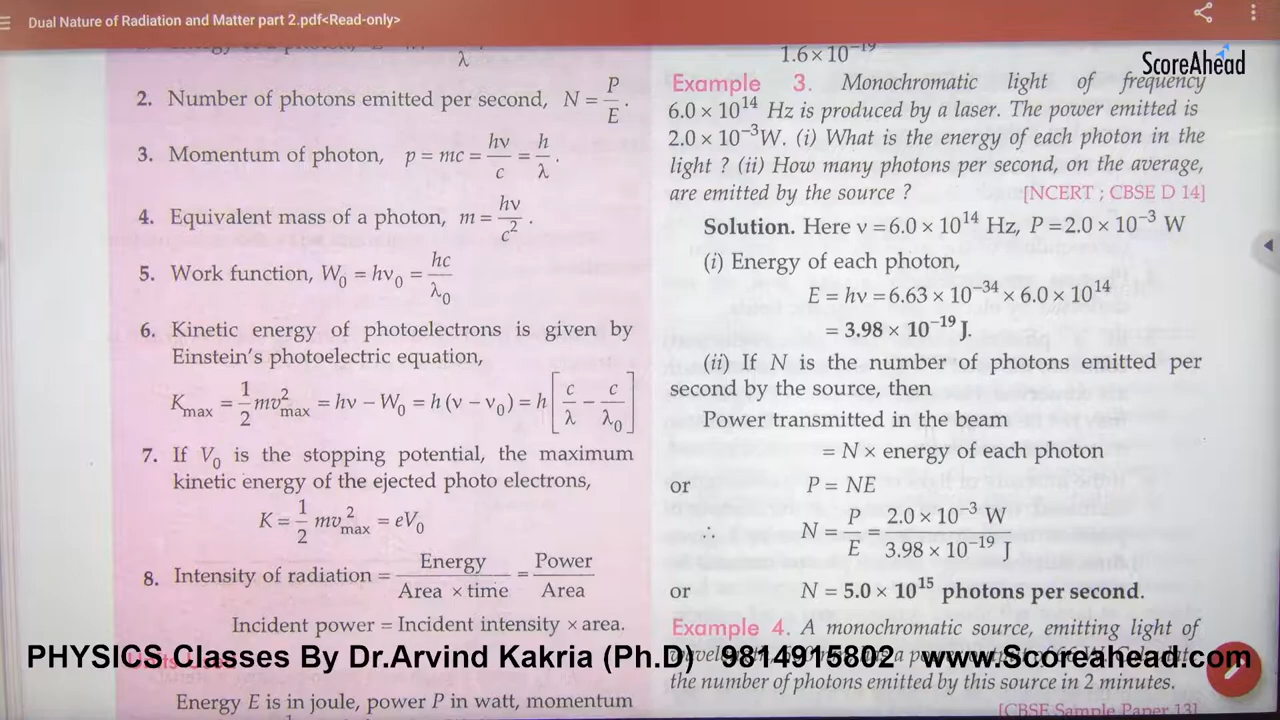 Dual Nature of Radiation and Matter part 2.pdf<Read-only>
ScoreAhead
λ
2. Number of photons emitted per second, N = P/E .
3. Momentum of photon, p = mc = hν/c = h/λ .
4. Equivalent mass of a photon, m = hν/c² .
5. Work function, W₀ = hν₀ = hc/λ₀
6. Kinetic energy of photoelectrons is given by
Einstein's photoelectric equation,
Kmax = 1/2 mv²max = hν – W₀ = h (ν – ν₀) = h [c/λ – c/λ₀]
7. If V₀ is the stopping potential, the maximum
kinetic energy of the ejected photo electrons,
K = 1/2 mv²max = eV₀
8. Intensity of radiation = Energy/Area × time = Power/Area
Incident power = Incident intensity × area.
Energy E is in joule, power P in watt, momentum
1.6 × 10⁻¹⁹
Example 3. Monochromatic light of frequency
6.0 × 10¹⁴ Hz is produced by a laser. The power emitted is
2.0 × 10⁻³W. (i) What is the energy of each photon in the
light ? (ii) How many photons per second, on the average,
are emitted by the source ? [NCERT ; CBSE D 14]
Solution. Here ν = 6.0 × 10¹⁴ Hz, P = 2.0 × 10⁻³ W
(i) Energy of each photon,
E = hν = 6.63 × 10⁻³⁴ × 6.0 × 10¹⁴
= 3.98 × 10⁻¹⁹ J.
(ii) If N is the number of photons emitted per
second by the source, then
Power transmitted in the beam
= N × energy of each photon
or P = NE
∴ N = P/E = 2.0 × 10⁻³ W/3.98 × 10⁻¹⁹ J
or N = 5.0 × 10¹⁵ photons per second.
Example 4. A monochromatic source, emitting light of
the number of photons emitted by this source in 2 minutes.
[CBSE Sample Paper 13]
PHYSICS Classes By Dr.Arvind Kakria (Ph.D) 9814915802 www.Scoreahead.com